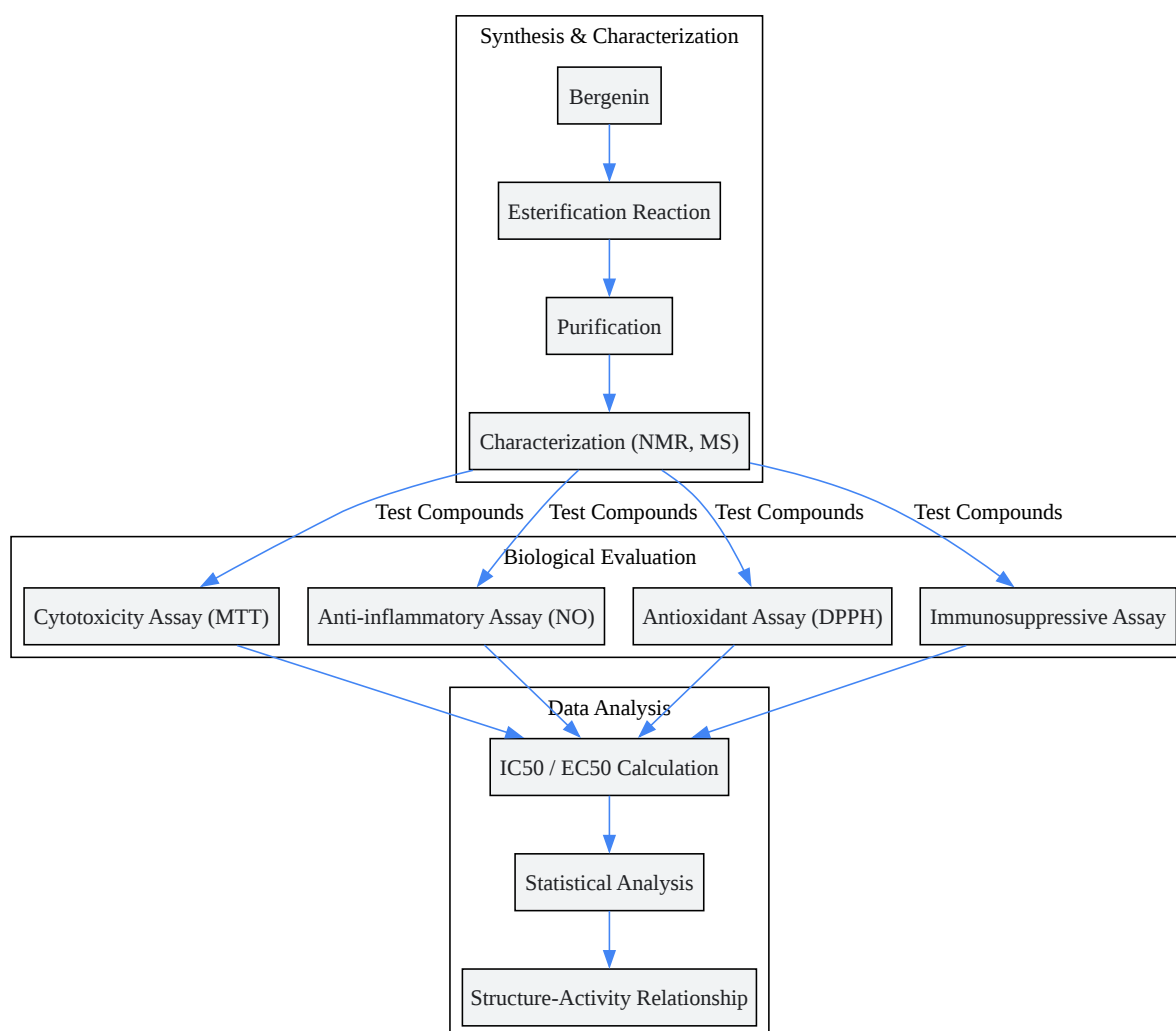 Synthesis & Characterization
Bergenin
Esterification Reaction
Purification
Characterization (NMR, MS)
Test Compounds
Test Compounds
Test Compounds
Test Compounds
Biological Evaluation
Cytotoxicity Assay (MTT)
Anti-inflammatory Assay (NO)
Antioxidant Assay (DPPH)
Immunosuppressive Assay
Data Analysis
IC50 / EC50 Calculation
Statistical Analysis
Structure-Activity Relationship